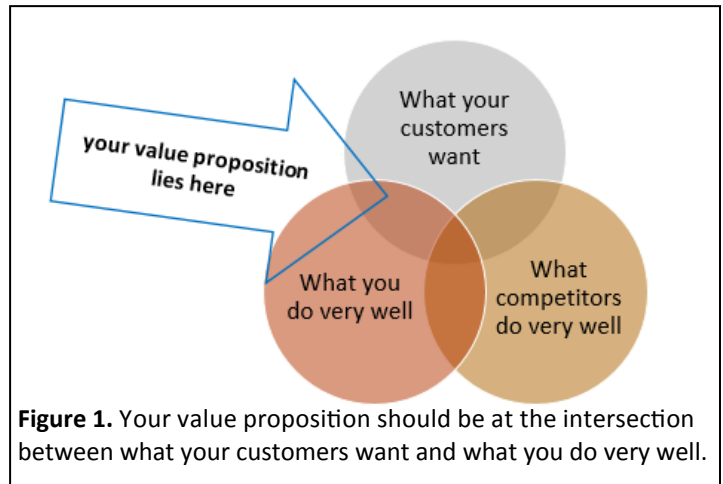 What your
customers
want
your value proposition
lies here
What you
do very well
What
competitors
do very well
Figure 1. Your value proposition should be at the intersection
between what your customers want and what you do very well.